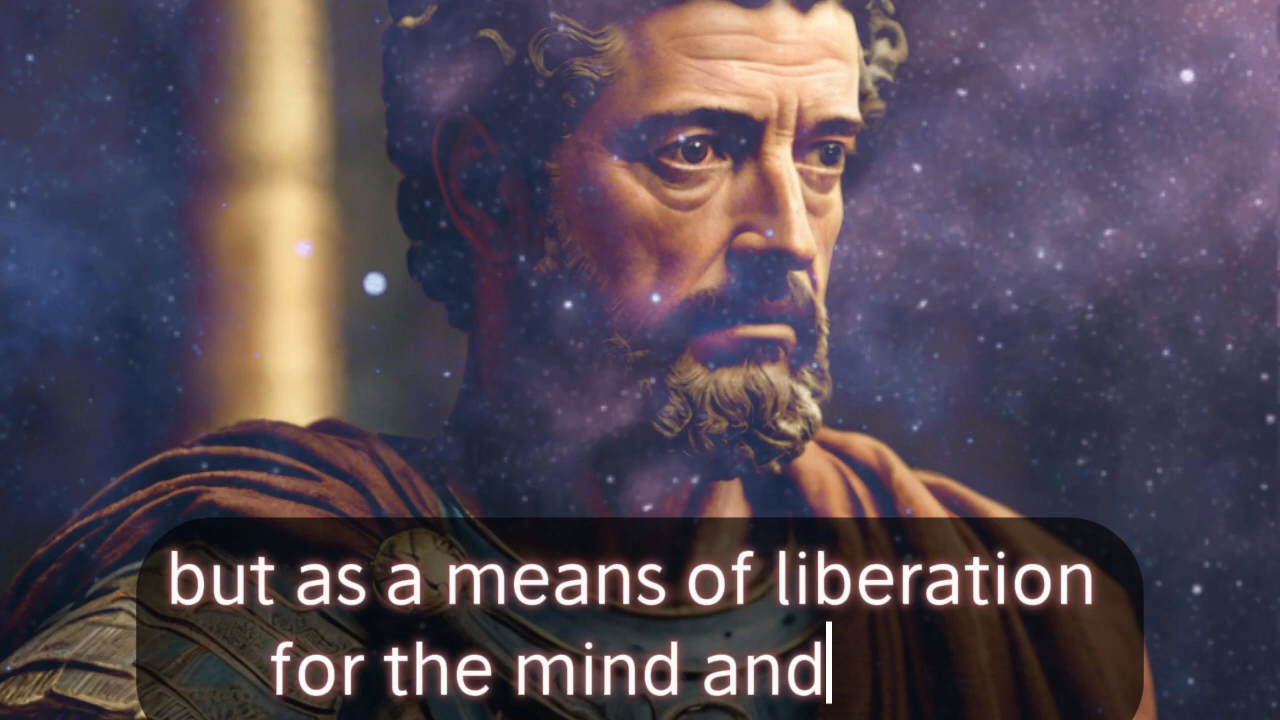 but as a means of liberation
for the mind and